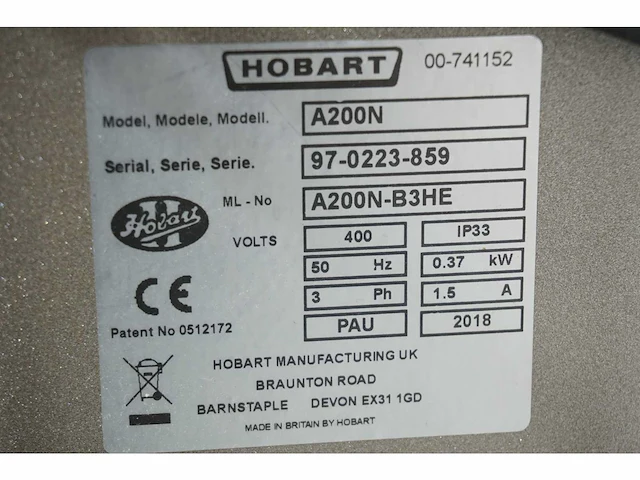 HOBART 00-741152
Model, Modele, Modell. A200N
Serial, Serie, Serie. 97-0223-859
Hobart ML - No A200N-B3HE
VOLTS 400 IP33
50 Hz 0.37 kW
3 Ph 1.5 A
CE
Patent No 0512172 PAU 2018
HOBART MANUFACTURING UK
BRAUNTON ROAD
BARNSTAPLE DEVON EX31 1GD
MADE IN BRITAIN BY HOBART